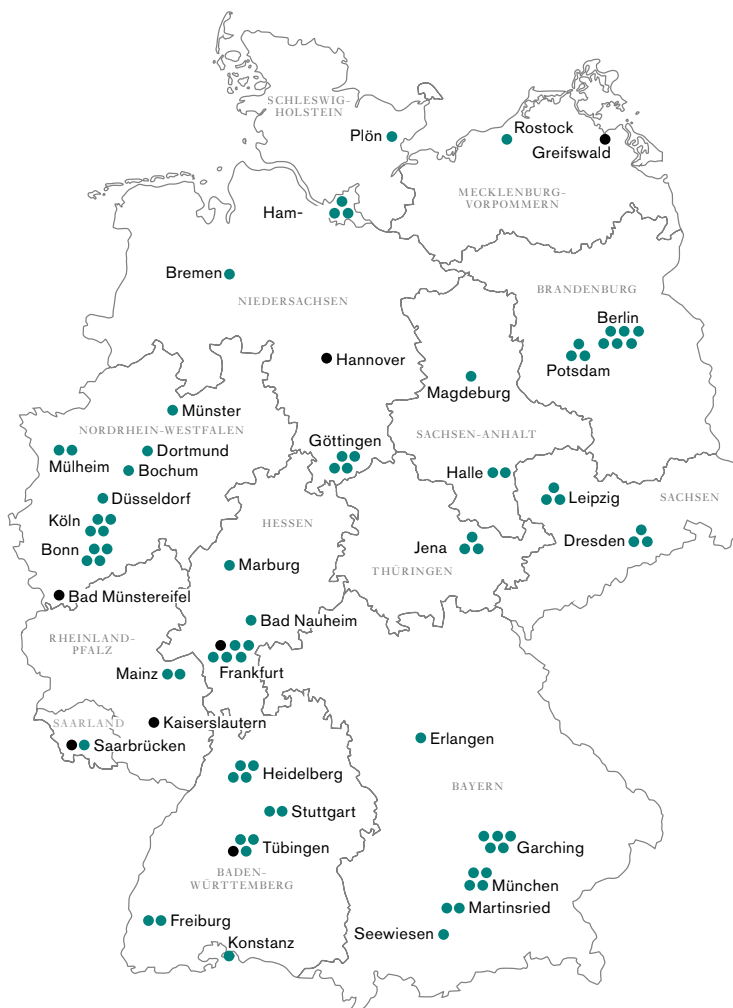 SCHLESWIG-
HOLSTEIN
Plön
Rostock
Greifswald
MECKLENBURG-
VORPOMMERN
Ham-
Bremen
NIEDERSACHSEN
BRANDENBURG
Berlin
Potsdam
Hannover
Magdeburg
Münster
NORDRHEIN-WESTFALEN
Mülheim
Dortmund
Bochum
Göttingen
SACHSEN-ANHALT
Halle
Düsseldorf
Leipzig
SACHSEN
Köln
HESSEN
Bonn
Jena
Dresden
Marburg
THÜRINGEN
Bad Münstereifel
Bad Nauheim
RHEINLAND-
PFALZ
Mainz
Frankfurt
SAARLAND
Kaiserslautern
Saarbrücken
Erlangen
Heidelberg
BAYERN
Stuttgart
Tübingen
Garching
BADEN-
WÜRTTEMBERG
München
Martinsried
Freiburg
Seewiesen
Konstanz